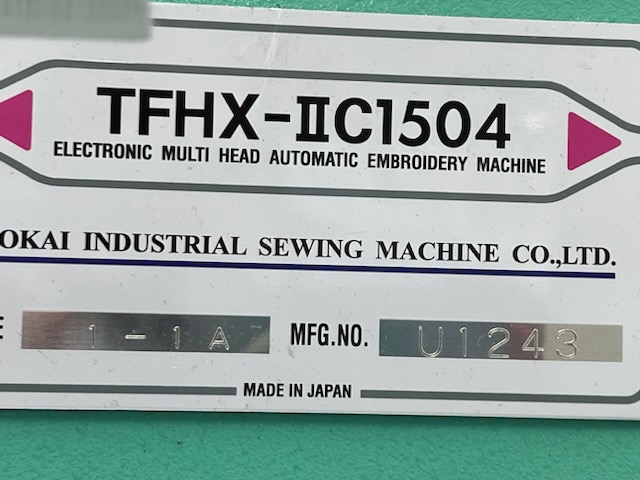 TFHX-IIC1504
ELECTRONIC MULTI HEAD AUTOMATIC EMBROIDERY MACHINE
OKAI INDUSTRIAL SEWING MACHINE CO.,LTD.
E 1-1A MFG.NO. U1243
MADE IN JAPAN